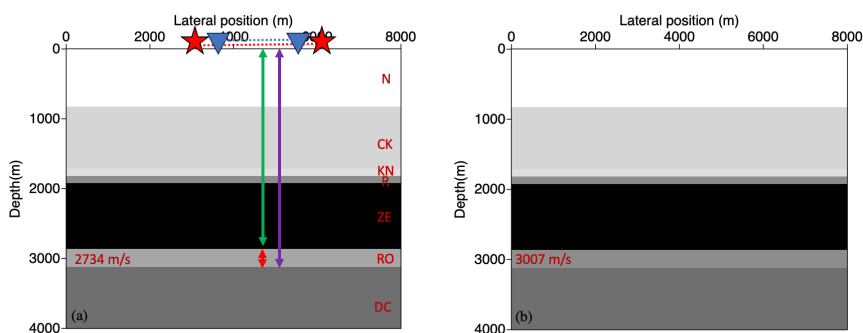 Lateral position (m)
0 2000 4000 8000
0
1000
2000
3000
4000
Depth(m)
N
CK
KN
R
ZE
2734 m/s
RO
DC
(a)
Lateral position (m)
0 2000 4000 6000 8000
0
1000
2000
3000
4000
Depth(m)
3007 m/s
(b)